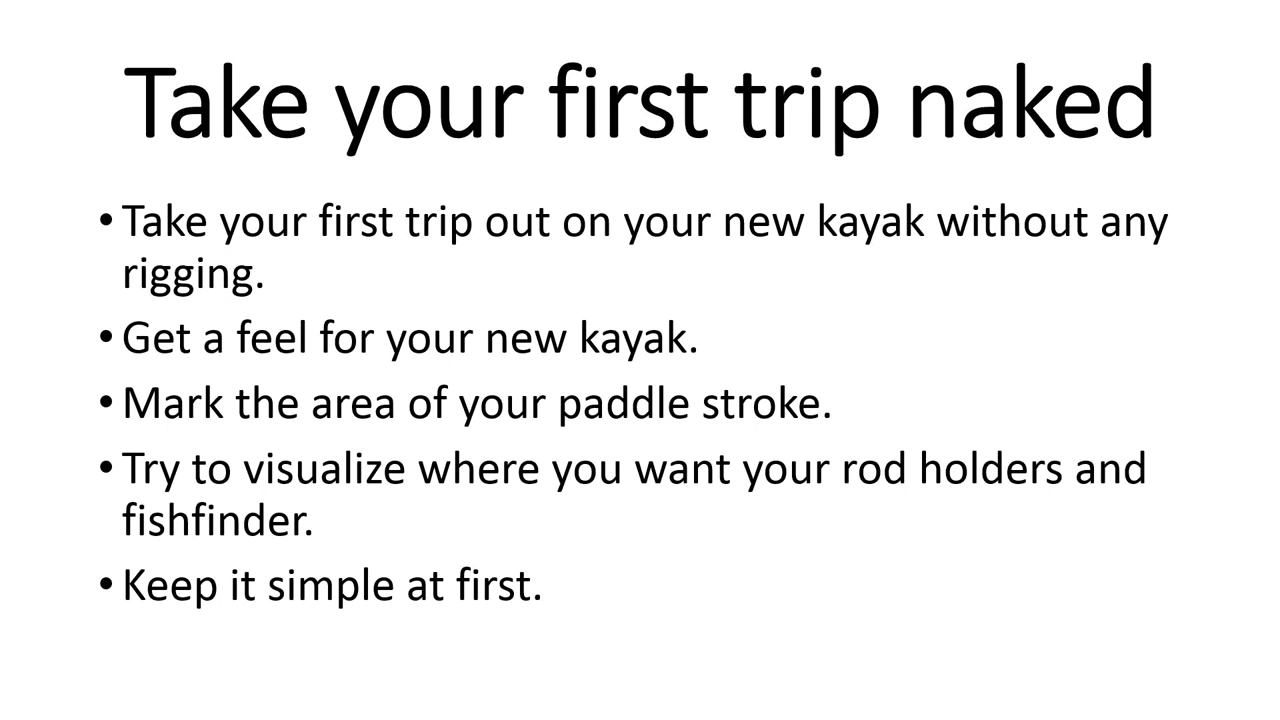 Take your first trip naked
• Take your first trip out on your new kayak without any
rigging.
• Get a feel for your new kayak.
• Mark the area of your paddle stroke.
• Try to visualize where you want your rod holders and
fishfinder.
• Keep it simple at first.